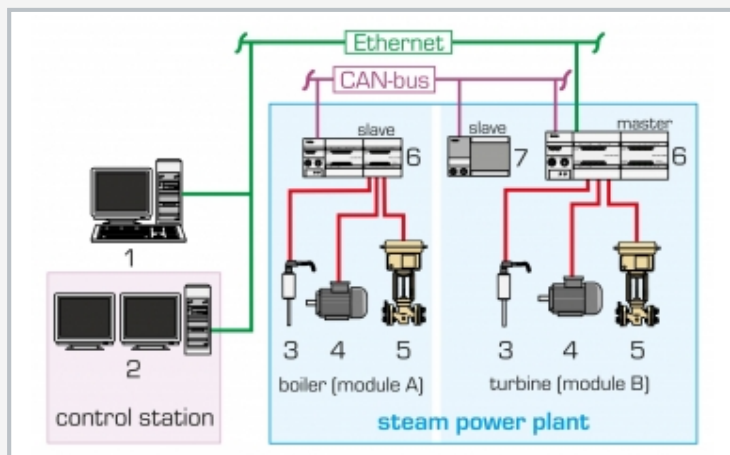 Ethernet
CAN-bus
slave
6
slave
7
master
6
1
2
control station
3 4 5
boiler (module A)
3 4 5
turbine (module B)
steam power plant